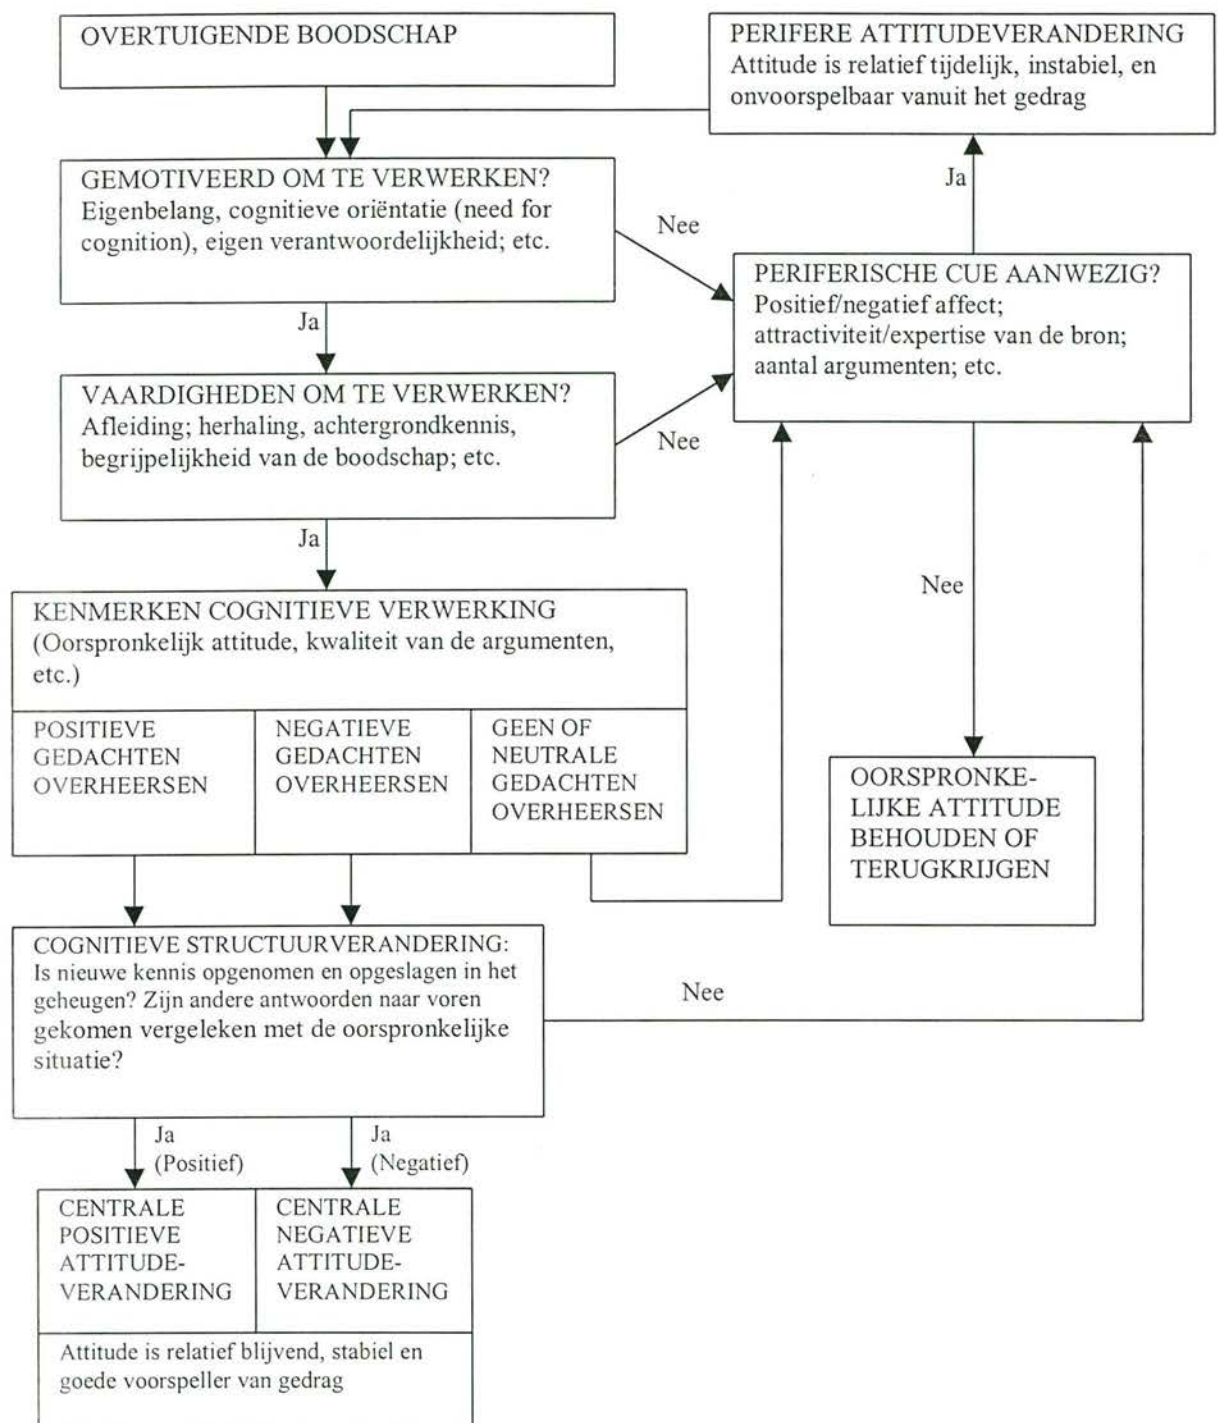 OVERTUIGENDE BOODSCHAP
PERIFERE ATTITUDEVERANDERING
Attitude is relatief tijdelijk, instabiel, en
onvoorspelbaar vanuit het gedrag
GEMOTIVEERD OM TE VERWERKEN?
Eigenbelang, cognitieve oriëntatie (need for
cognition), eigen verantwoordelijkheid; etc.
Nee
Ja
PERIFERISCHE CUE AANWEZIG?
Positief/negatief affect;
attractiviteit/expertise van de bron;
aantal argumenten; etc.
Ja
VAARDIGHEDEN OM TE VERWERKEN?
Afleiding; herhaling, achtergrondkennis,
begrijpelijkheid van de boodschap; etc.
Nee
Ja
Nee
KENMERKEN COGNITIEVE VERWERKING
(Oorspronkelijk attitude, kwaliteit van de argumenten,
etc.)
POSITIEVE
GEDACHTEN
OVERHEERSEN
NEGATIEVE
GEDACHTEN
OVERHEERSEN
GEEN OF
NEUTRALE
GEDACHTEN
OVERHEERSEN
OORSPRONKE-
LIJKE ATTITUDE
BEHOUDEN OF
TERUGKRIJGEN
COGNITIEVE STRUCTUURVERANDERING:
Is nieuwe kennis opgenomen en opgeslagen in het
geheugen? Zijn andere antwoorden naar voren
gekomen vergeleken met de oorspronkelijke
situatie?
Nee
Ja
(Positief)
Ja
(Negatief)
CENTRALE
POSITIEVE
ATTITUDE-
VERANDERING
CENTRALE
NEGATIEVE
ATTITUDE-
VERANDERING
Attitude is relatief blijvend, stabiel en
goede voorspeller van gedrag